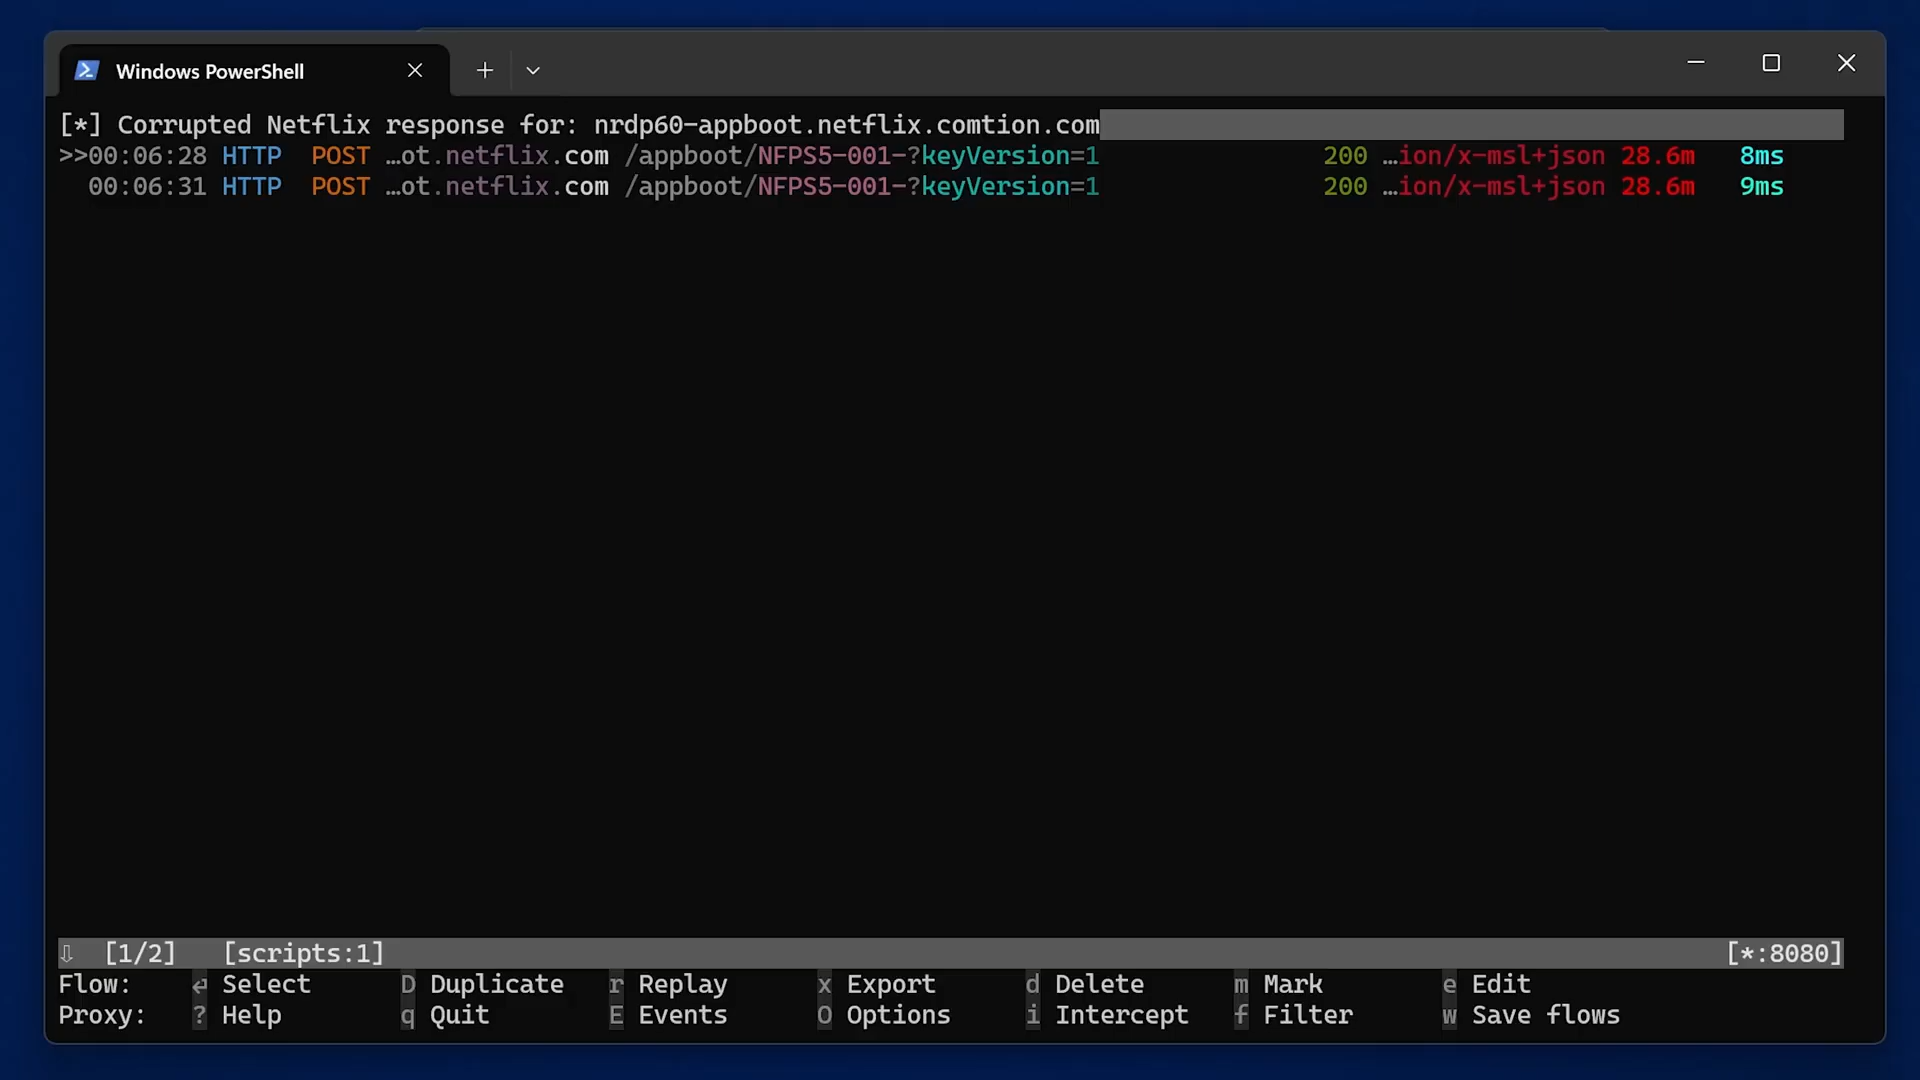 Windows PowerShell
[*] Corrupted Netflix response for: nrdp60-appboot.netflix.comtion.com
>>00:06:28 HTTP POST …ot.netflix.com /appboot/NFPS5-001-?keyVersion=1 200 …ion/x-msl+json 28.6m 8ms
00:06:31 HTTP POST …ot.netflix.com /appboot/NFPS5-001-?keyVersion=1 200 …ion/x-msl+json 28.6m 9ms
⇩ [1/2] [scripts:1] [*:8080]
Flow: ⏎ Select D Duplicate r Replay x Export d Delete m Mark e Edit
Proxy: ? Help q Quit E Events O Options i Intercept f Filter w Save flows